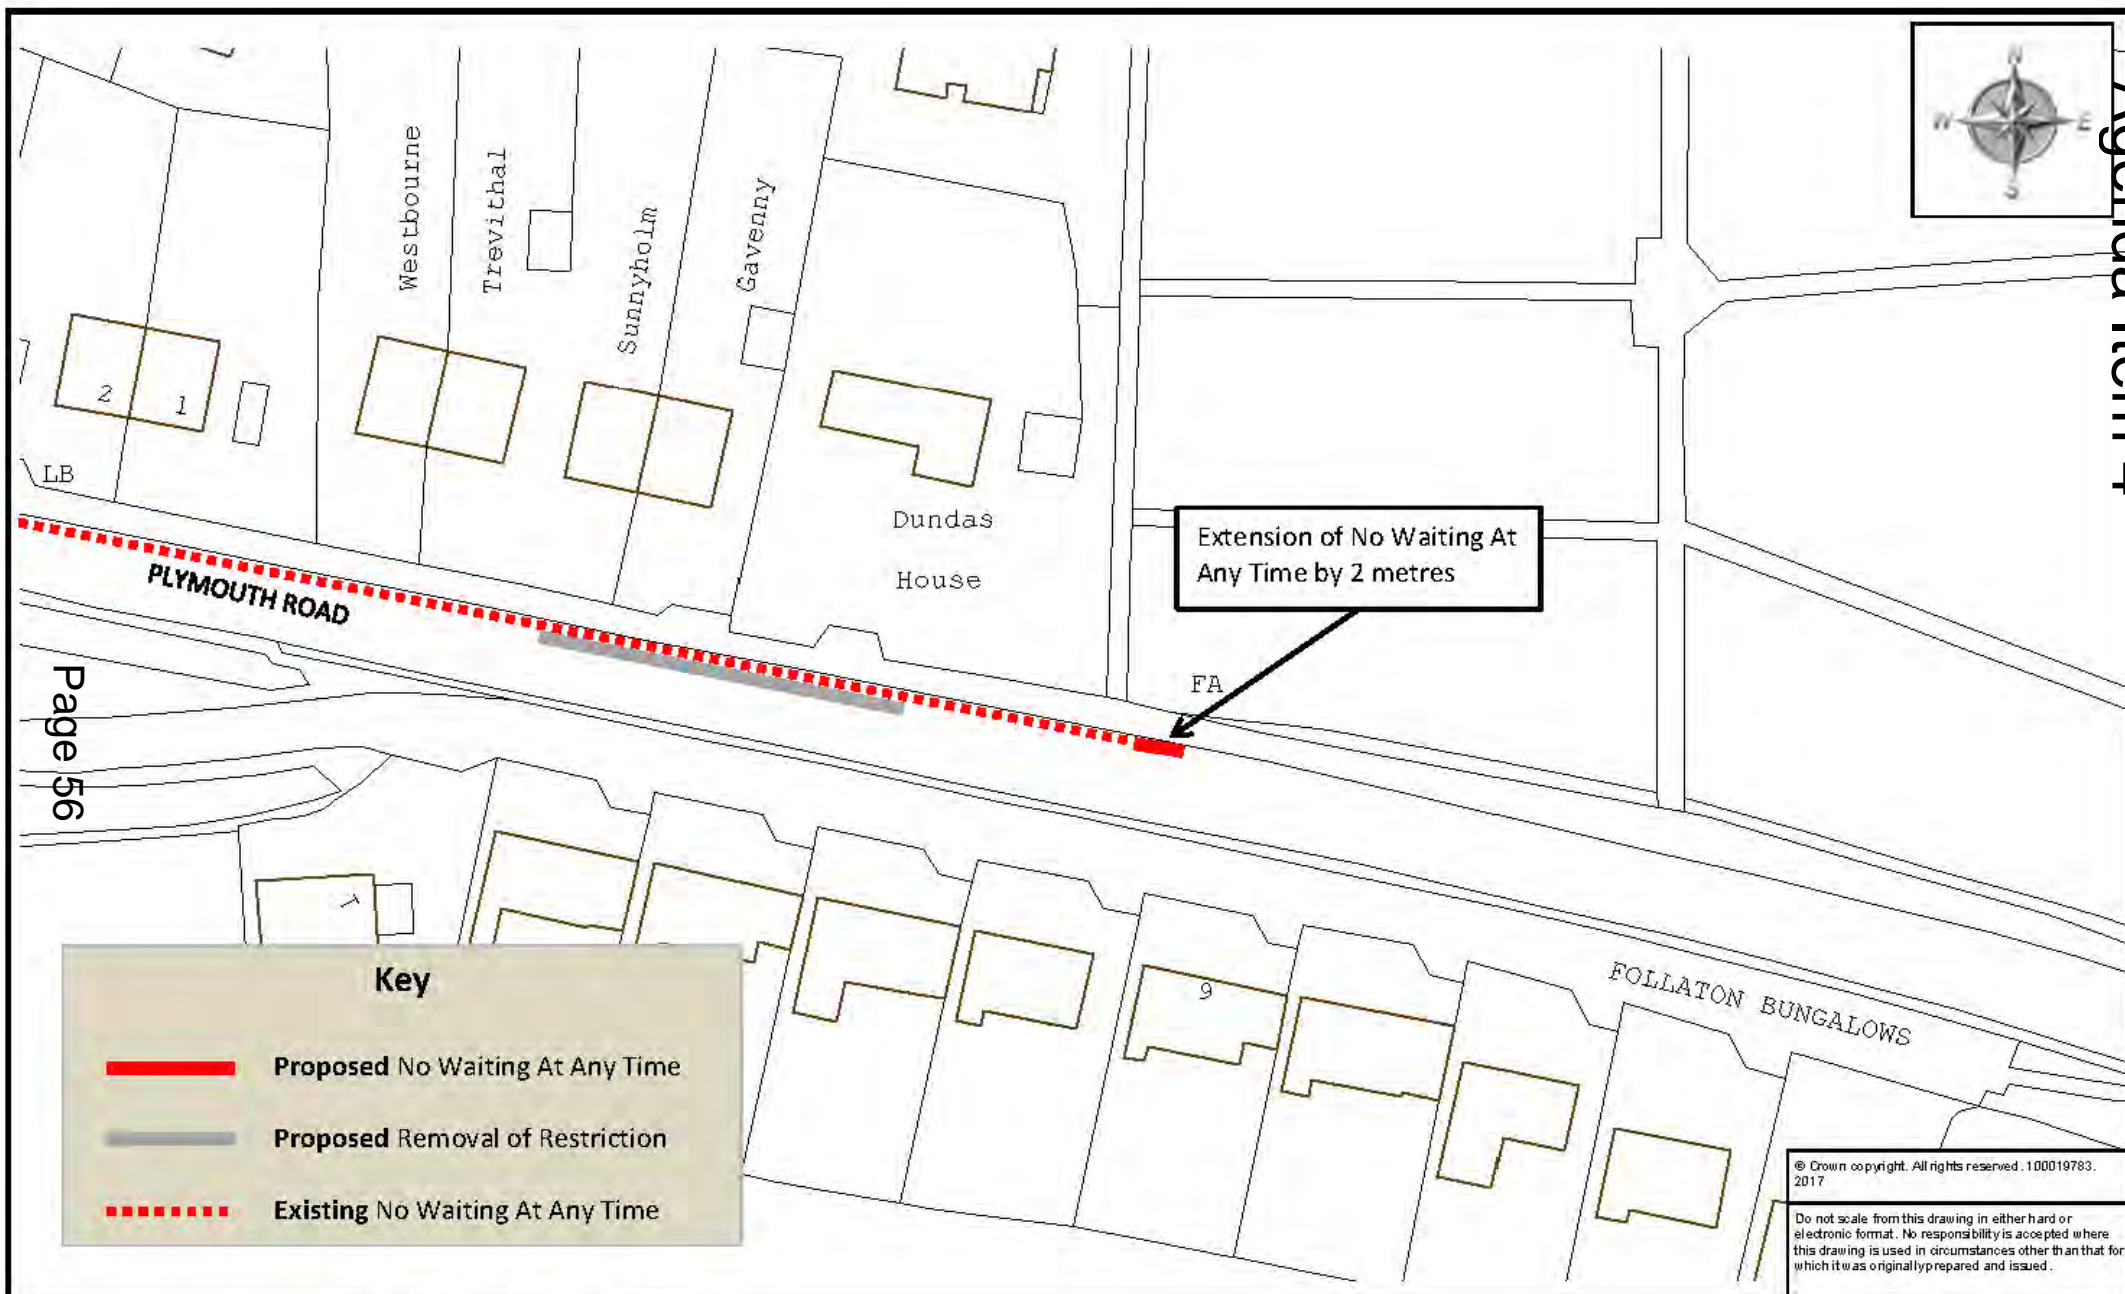 Agenda Item 4
N
W
E
S
Westbourne
Trevithal
Sunnyholm
Gavenny
2
1
LB
Dundas
House
Extension of No Waiting At
Any Time by 2 metres
PLYMOUTH ROAD
FA
Page 56
9
FOLLATON BUNGALOWS
Key
Proposed No Waiting At Any Time
Proposed Removal of Restriction
Existing No Waiting At Any Time
© Crown copyright. All rights reserved. 100019783.
2017
Do not scale from this drawing in either hard or
electronic format. No responsibility is accepted where
this drawing is used in circumstances other than that for
which it was originally prepared and issued.